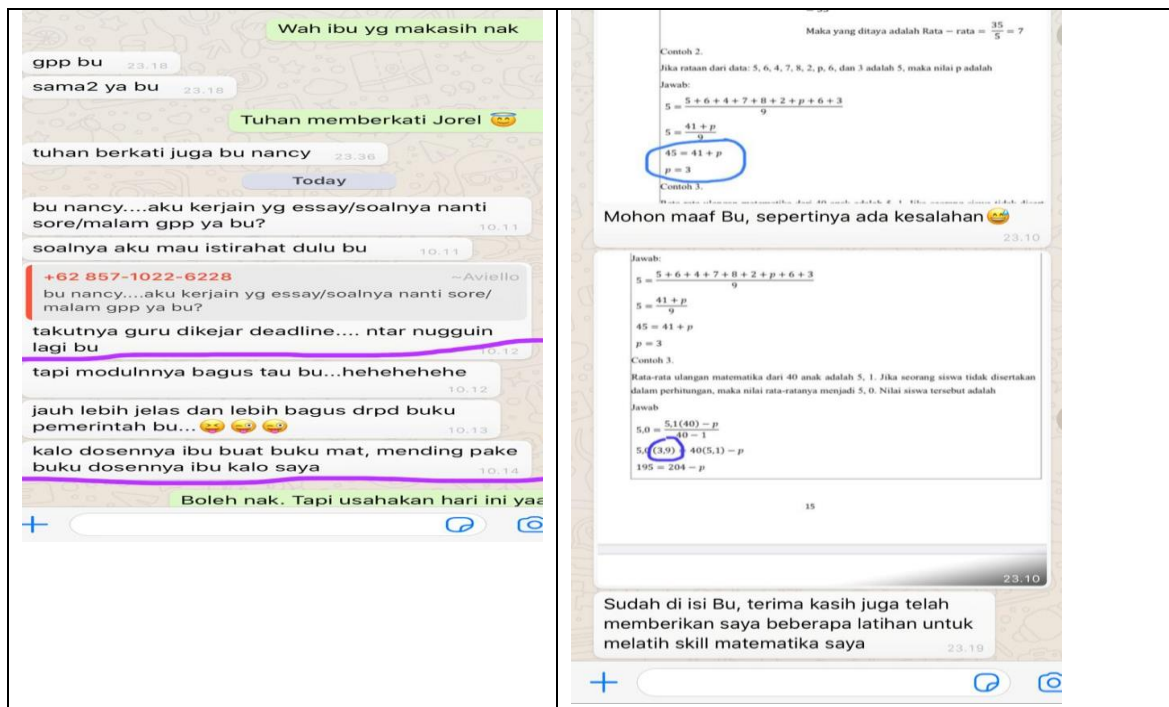 Wah ibu yg makasih nak
gpp bu 23.18
sama2 ya bu 23.18
Tuhan memberkati Jorel 😇
tuhan berkati juga bu nancy 23.36
Today
bu nancy....aku kerjain yg essay/soalnya nanti
sore/malam gpp ya bu? 10.11
soalnya aku mau istirahat dulu bu 10.11
+62 857-1022-6228 ~Aviello
bu nancy....aku kerjain yg essay/soalnya nanti sore/
malam gpp ya bu?
takutnya guru dikejar deadline.... ntar nugguin
lagi bu 10.12
tapi modulnnya bagus tau bu...hehehehehe
10.12
jauh lebih jelas dan lebih bagus drpd buku
pemerintah bu... 😝 😜 😜 10.13
kalo dosennya ibu buat buku mat, mending pake
buku dosennya ibu kalo saya 10.14
Boleh nak. Tapi usahakan hari ini yaa
Maka yang ditaya adalah Rata − rata = 35/5 = 7
Contoh 2.
Jika rataan dari data: 5, 6, 4, 7, 8, 2, p, 6, dan 3 adalah 5, maka nilai p adalah
Jawab:
5 = 5 + 6 + 4 + 7 + 8 + 2 + p + 6 + 3 / 9
5 = 41 + p / 9
45 = 41 + p
p = 3
Contoh 3.
Mohon maaf Bu, sepertinya ada kesalahan 😅
23.10
Jawab:
5 = 5 + 6 + 4 + 7 + 8 + 2 + p + 6 + 3 / 9
5 = 41 + p / 9
45 = 41 + p
p = 3
Contoh 3.
Rata-rata ulangan matematika dari 40 anak adalah 5, 1. Jika seorang siswa tidak disertakan
dalam perhitungan, maka nilai rata-ratanya menjadi 5, 0. Nilai siswa tersebut adalah
Jawab
5,0 = 5,1(40) − p / 40 − 1
5,0(3,9) = 40(5,1) − p
195 = 204 − p
15
23.10
Sudah di isi Bu, terima kasih juga telah
memberikan saya beberapa latihan untuk
melatih skill matematika saya 23.19